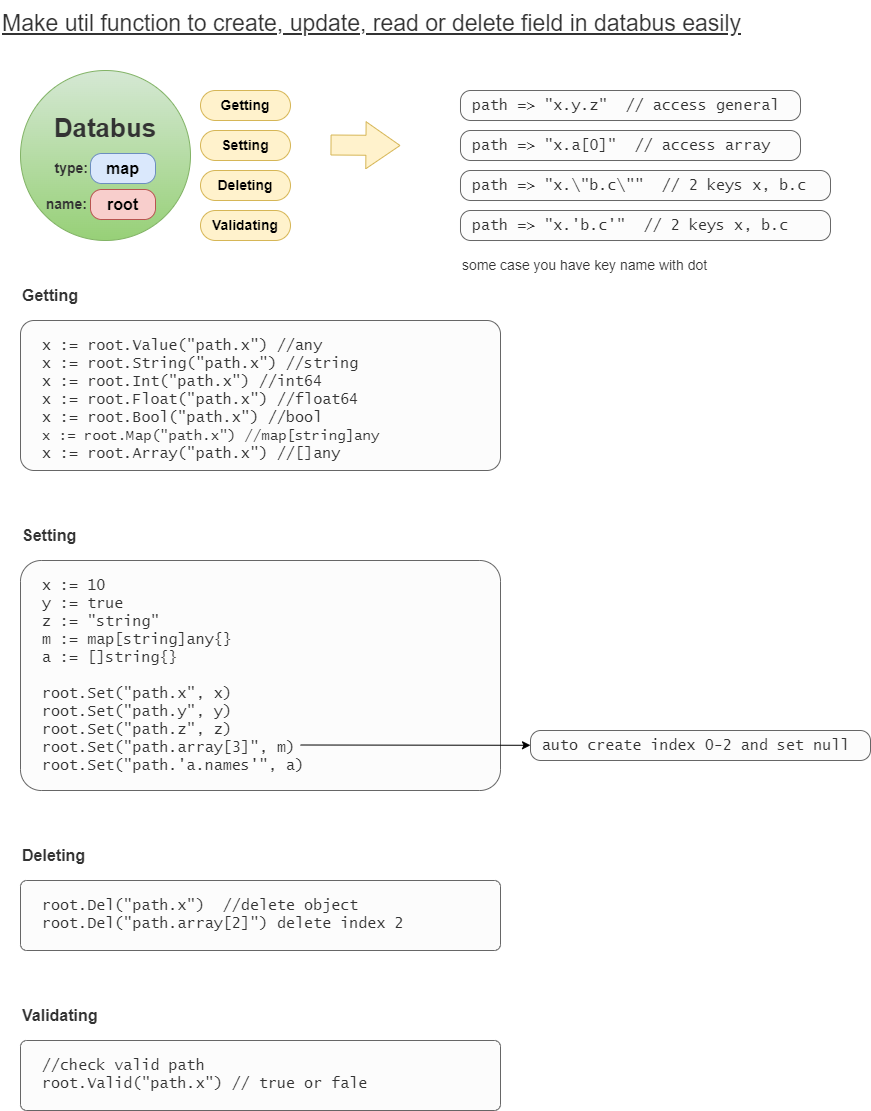 Make util function to create, update, read or delete field in databus easily
Databus
type: map
name: root
Getting
Setting
Deleting
Validating
path => "x.y.z"  // access general
path => "x.a[0]"  // access array
path => "x.\"b.c\""  // 2 keys x, b.c
path => "x.'b.c'"  // 2 keys x, b.c
some case you have key name with dot
Getting
x := root.Value("path.x") //any
x := root.String("path.x") //string
x := root.Int("path.x") //int64
x := root.Float("path.x") //float64
x := root.Bool("path.x") //bool
x := root.Map("path.x") //map[string]any
x := root.Array("path.x") //[]any
Setting
x := 10
y := true
z := "string"
m := map[string]any{}
a := []string{}
root.Set("path.x", x)
root.Set("path.y", y)
root.Set("path.z", z)
root.Set("path.array[3]", m)
auto create index 0-2 and set null
root.Set("path.'a.names'", a)
Deleting
root.Del("path.x")  //delete object
root.Del("path.array[2]") delete index 2
Validating
//check valid path
root.Valid("path.x") // true or fale